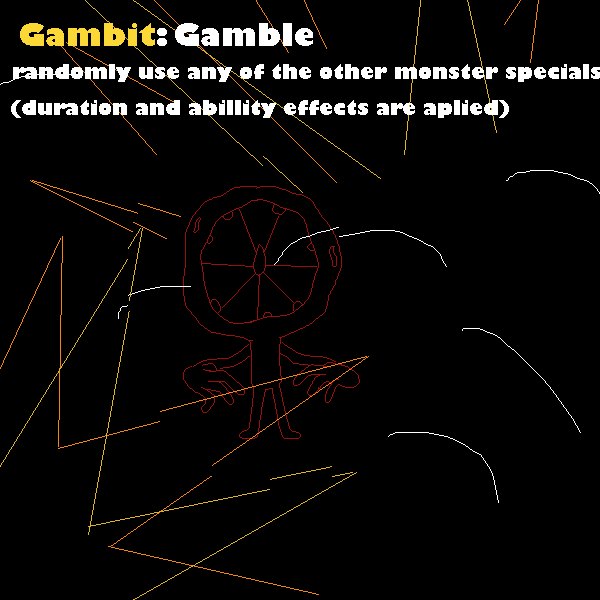 Gambit: Gamble
randomly use any of the other monster specials
(duration and abillity effects are aplied)